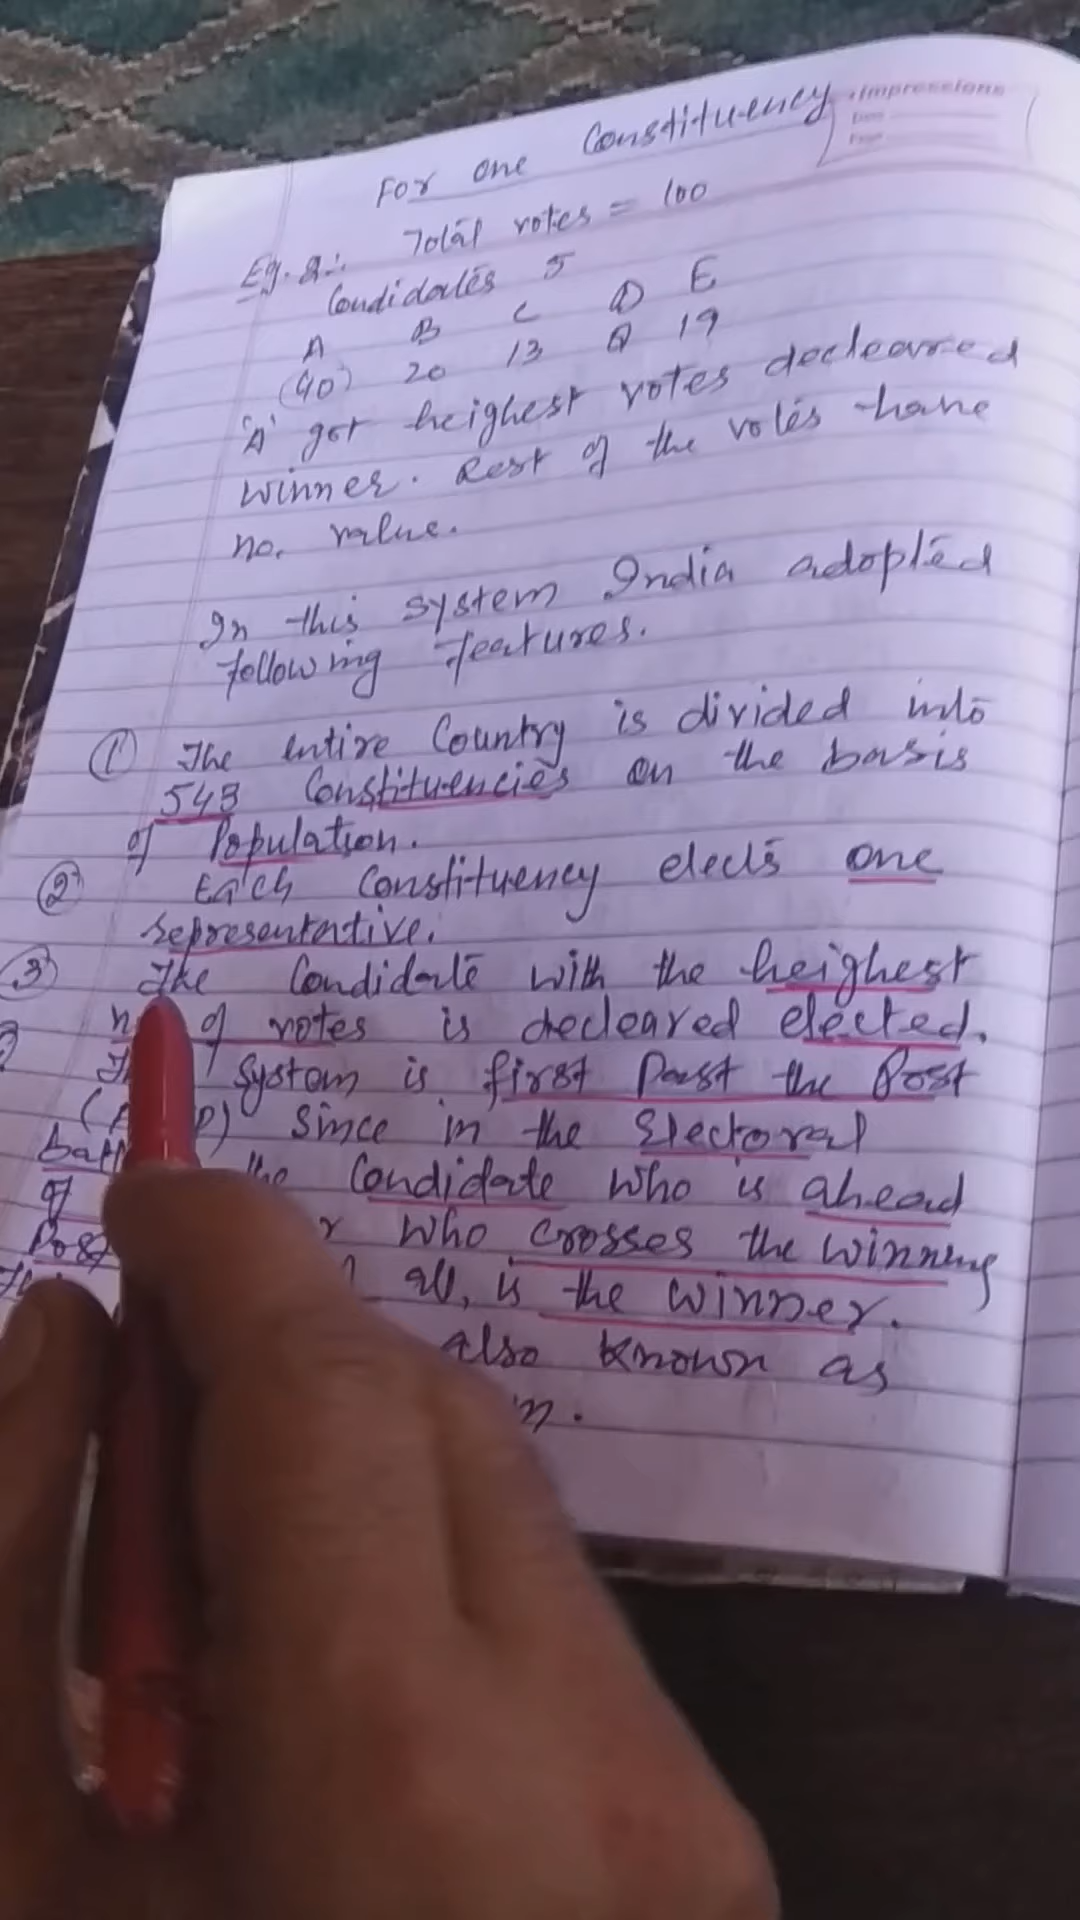 Impressions
For one Constituency
Total votes = 100
Eg. 2:.
Candidates 5
A B C D E
(40) 20 13 8 19
'A' got heighest votes decleared
winner. Rest of the votes have
no. value.
In this system India adopted
following features.
① The entire Country is divided into
543 Constituencies on the basis
of Population.
② Each Constituency elects one
representative.
③ The Candidate with the heighest
of votes is decleared elected.
System is first Past the Post
Since in the Electoral
the Candidate who is ahead
of who crosses the winning
Post all, is the winner.
also known as